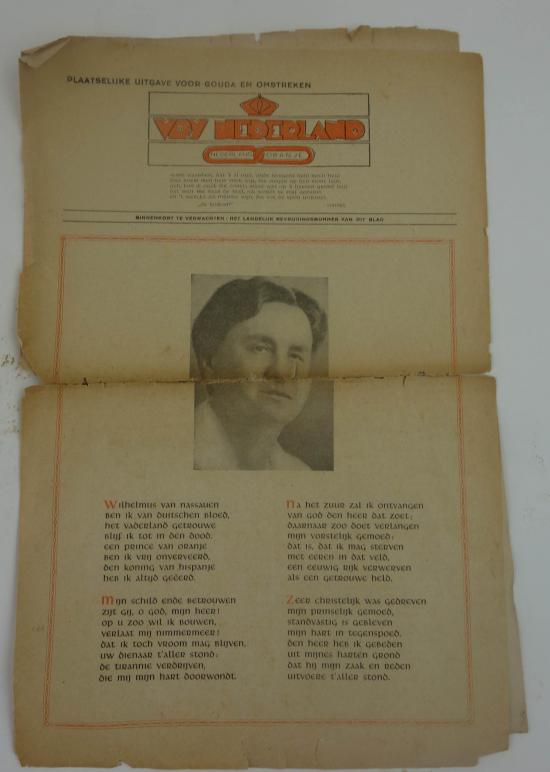 PLAATSELIJKE UITGAVE VOOR GOUDA EN OMSTREKEN
VRY NEDERLAND
NEDERLAND ORANJE
BINNENKORT TE VERWACHTEN: HET LANDELIJK BEVRIJDINGSNUMMER VAN DIT BLAD
Wilhelmus van nassauen
ben ik van duitschen bloed,
het vaderland getrouwe
blijf ik tot in den dood.
een prince van oranje
ben ik vrij onverveerd,
den koning van hispanje
heb ik altijd geëerd.
Mijn schild ende betrouwen
zijt gij, o god, mijn heer!
op u zoo wil ik bouwen,
verlaat mij nimmermeer!
dat ik toch vroom mag blijven,
uw dienaar t'aller stond;
de tirannie verdrijven,
die mij mijn hart doorwondt.
Na het zuur zal ik ontvangen
van god den heer dat zoet;
daarnaar zoo doet verlangen
mijn vorstelijk gemoed:
dat is, dat ik mag sterven
met eeren in dat veld,
een eeuwig rijk verwerven
als een getrouwe held.
Zeer christelijk was gedreven
mijn prinselijk gemoed,
standvastig is gebleven
mijn hart in tegenspoed,
den heer heb ik gebeden
uit mijnes harten grond
dat hij mijn zaak en reden
uitvoere t'aller stond.